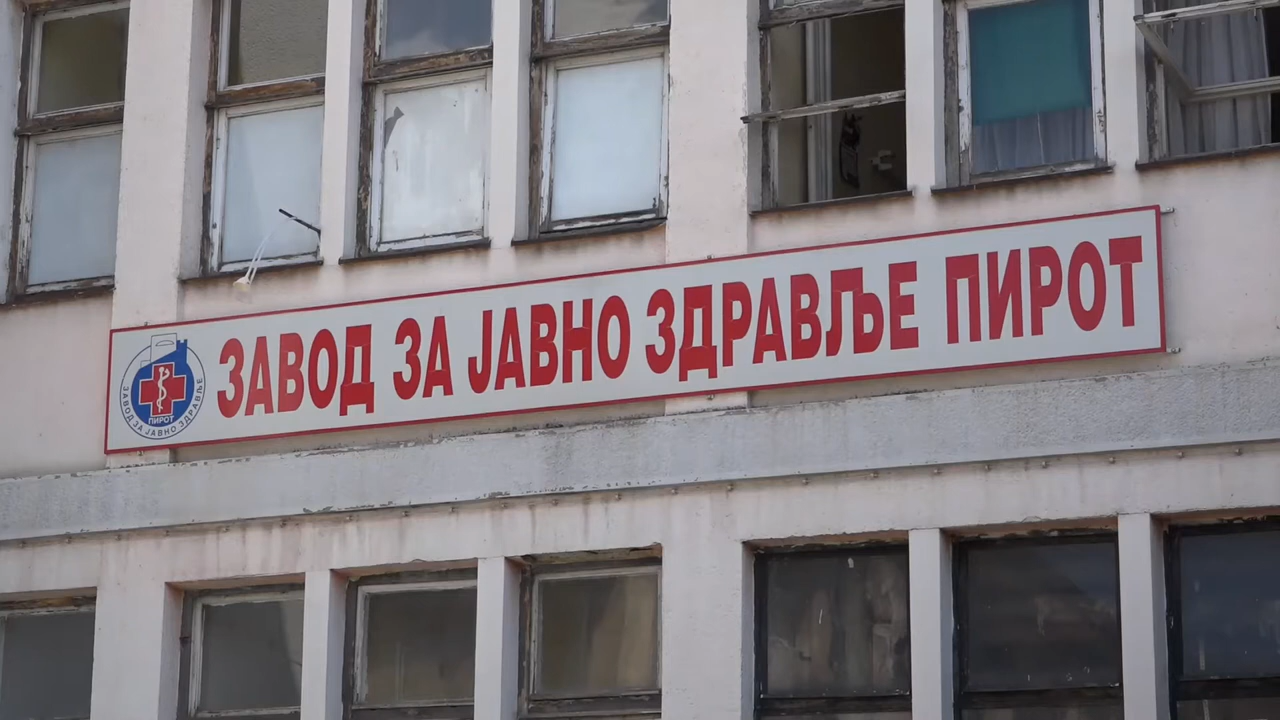 ЗАВОД ЗА ЈАВНО ЗДРАВЉЕ ПИРОТ
ПИРОТ
ЗАВОД ЗА ЈАВНО ЗДРАВЉЕ